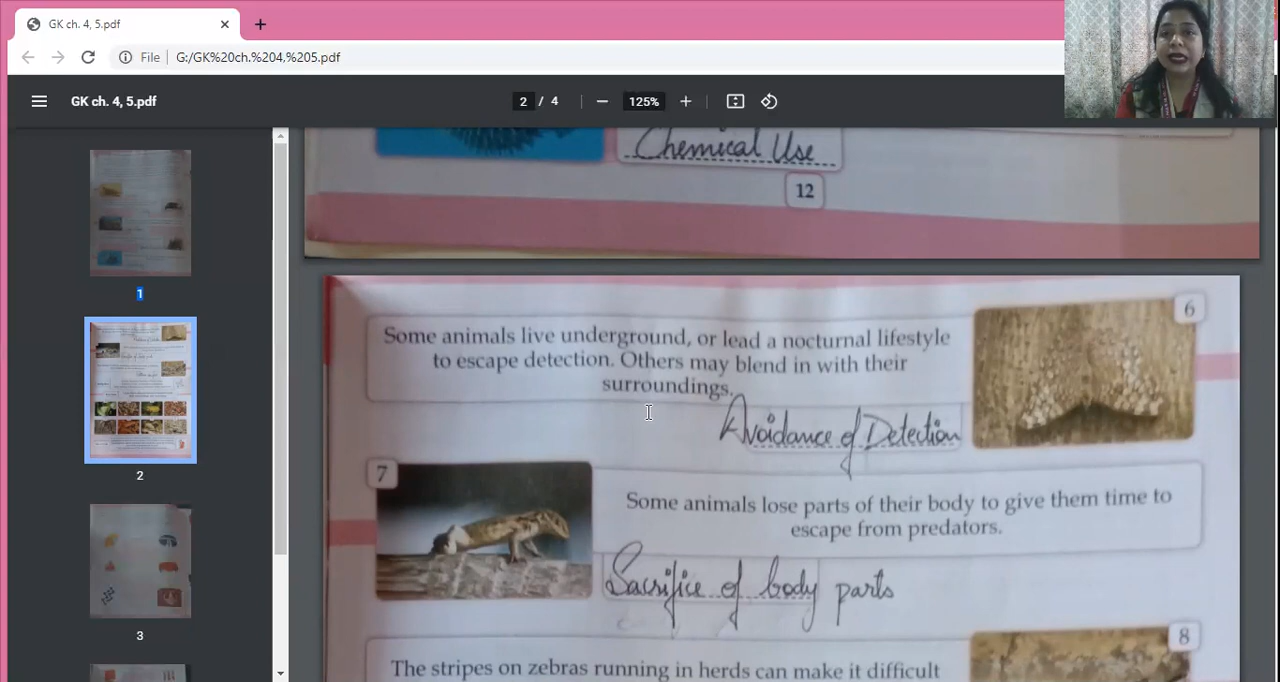 GK ch. 4, 5.pdf
File
G:/GK%20ch.%204,%205.pdf
GK ch. 4, 5.pdf
2 / 4
125%
Chemical Use
12
6
Some animals live underground, or lead a nocturnal lifestyle
to escape detection. Others may blend in with their
surroundings.
Avoidance of Detection
7
Some animals lose parts of their body to give them time to
escape from predators.
Sacrifice of body parts
8
The stripes on zebras running in herds can make it difficult
1
2
3